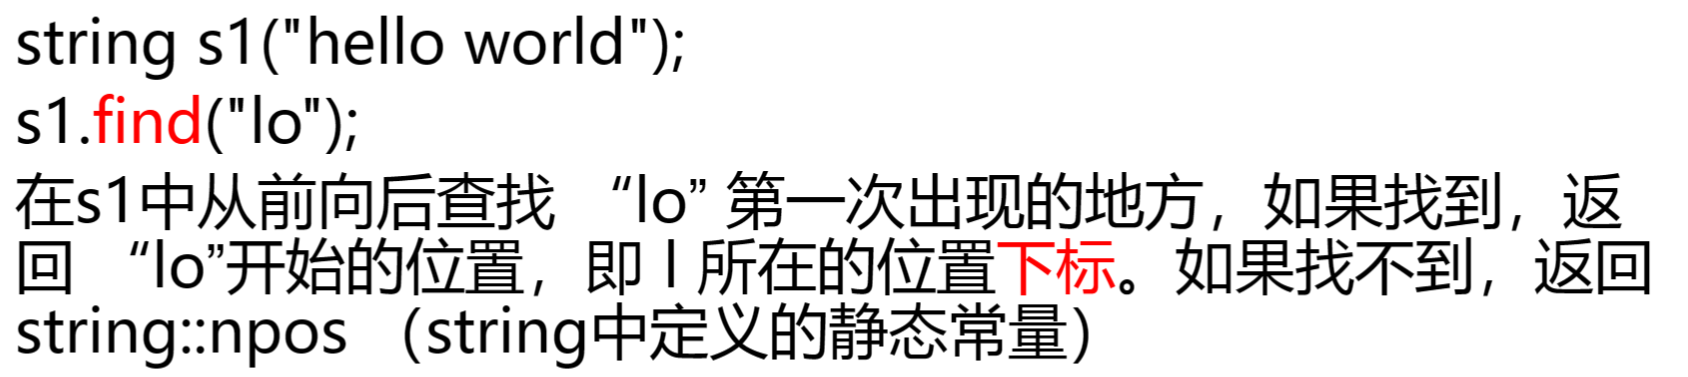 string s1("hello world");
s1.find("lo");
在s1中从前向后查找 “lo” 第一次出现的地方，如果找到，返
回 “lo”开始的位置，即 l 所在的位置下标。如果找不到，返回
string::npos （string中定义的静态常量）